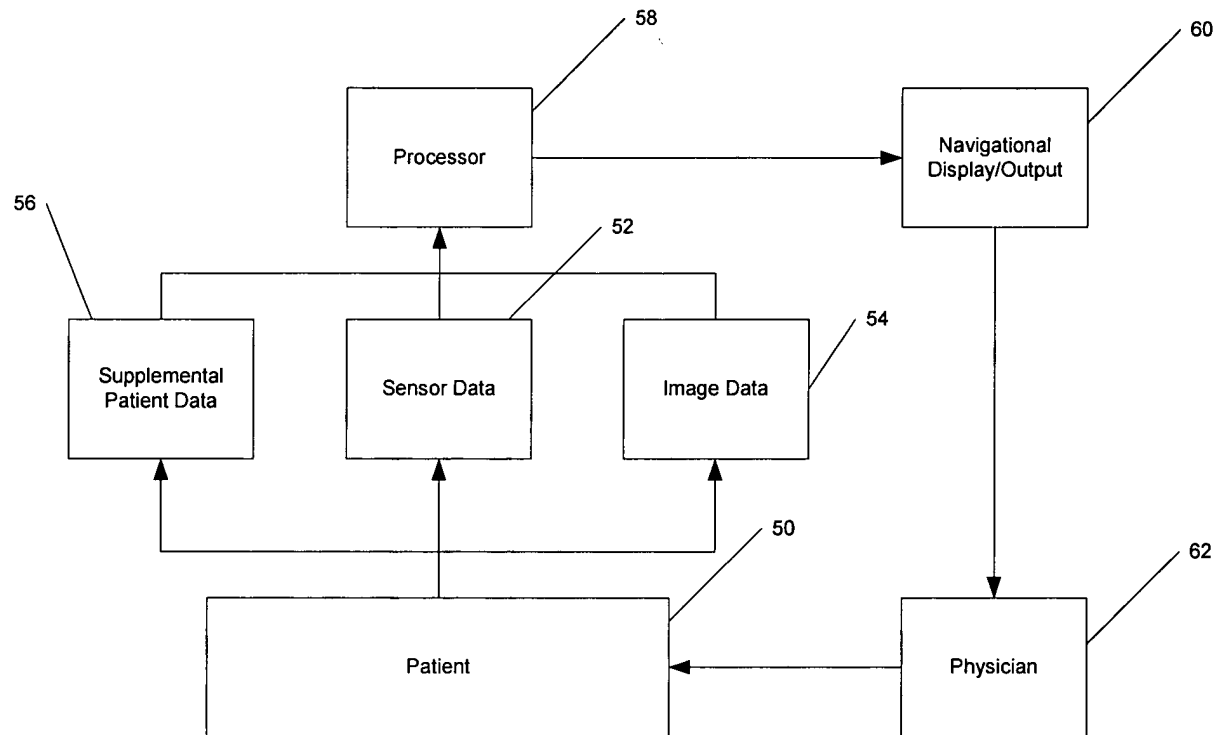 58
60
Processor
Navigational
Display/Output
56
52
54
Supplemental
Patient Data
Sensor Data
Image Data
50
62
Patient
Physician